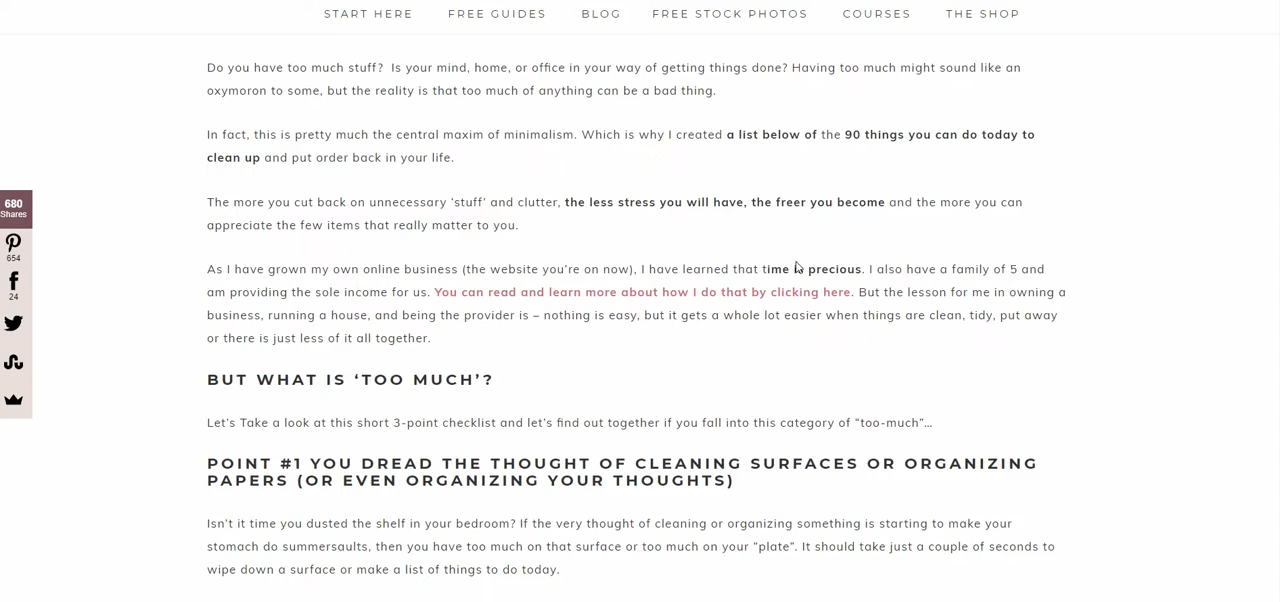 START HERE FREE GUIDES BLOG FREE STOCK PHOTOS COURSES THE SHOP
Do you have too much stuff?  Is your mind, home, or office in your way of getting things done? Having too much might sound like an
oxymoron to some, but the reality is that too much of anything can be a bad thing.
In fact, this is pretty much the central maxim of minimalism. Which is why I created a list below of the 90 things you can do today to
clean up and put order back in your life.
The more you cut back on unnecessary ‘stuff’ and clutter, the less stress you will have, the freer you become and the more you can
appreciate the few items that really matter to you.
As I have grown my own online business (the website you’re on now), I have learned that time is precious. I also have a family of 5 and
am providing the sole income for us. You can read and learn more about how I do that by clicking here. But the lesson for me in owning a
business, running a house, and being the provider is – nothing is easy, but it gets a whole lot easier when things are clean, tidy, put away
or there is just less of it all together.
BUT WHAT IS ‘TOO MUCH’?
Let’s Take a look at this short 3-point checklist and let’s find out together if you fall into this category of “too-much”…
POINT #1 YOU DREAD THE THOUGHT OF CLEANING SURFACES OR ORGANIZING
PAPERS (OR EVEN ORGANIZING YOUR THOUGHTS)
Isn’t it time you dusted the shelf in your bedroom? If the very thought of cleaning or organizing something is starting to make your
stomach do summersaults, then you have too much on that surface or too much on your “plate”. It should take just a couple of seconds to
wipe down a surface or make a list of things to do today.
680
Shares
654
24